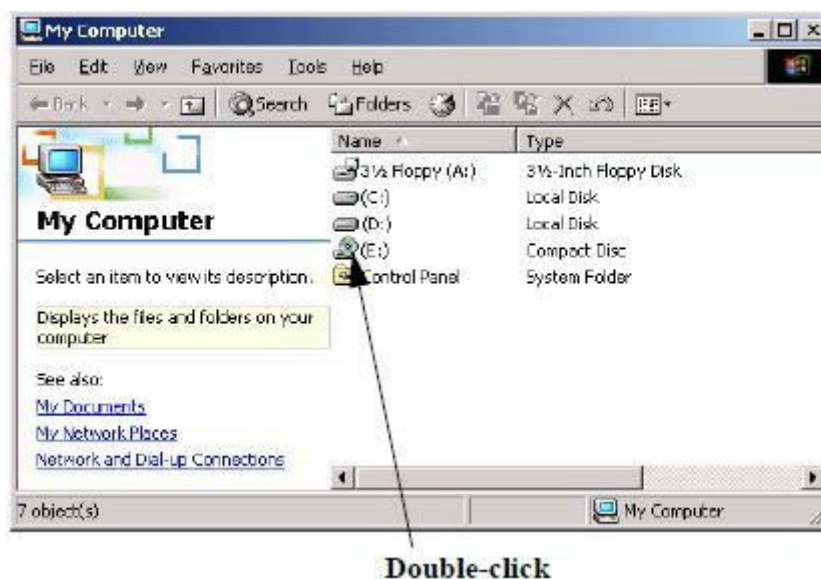 My Computer
File Edit View Favorites Tools Help
Back Search Folders
Name Type
3½ Floppy (A:) 3½-Inch Floppy Disk
(C:) Local Disk
(D:) Local Disk
(E:) Compact Disc
Control Panel System Folder
My Computer
Select an item to view its description.
Displays the files and folders on your
computer
See also:
My Documents
My Network Places
Network and Dial-up Connections
7 object(s) My Computer
Double-click